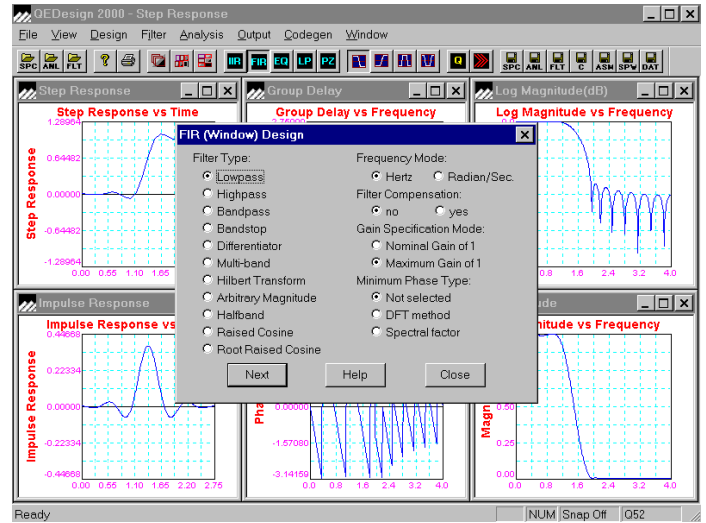 QEDesign 2000 - Step Response
File View Design Filter Analysis Output Codegen Window
SPC ANL FLT ? IIR FIR EQ LP PZ Q SPC ANL FLT C ASM SPW DAT
Step Response
Step Response vs Time
1.28964
0.64482
0.00000
-0.64482
-1.28964
0.00 0.55 1.10 1.65
Step Response
Group Delay
Group Delay vs Frequency
Log Magnitude(dB)
Log Magnitude vs Frequency
0.8 1.6 2.4 3.2 4.0
FIR (Window) Design
Filter Type:
Lowpass
Highpass
Bandpass
Bandstop
Differentiator
Multi-band
Hilbert Transform
Arbitrary Magnitude
Halfband
Raised Cosine
Root Raised Cosine
Frequency Mode:
Hertz Radian/Sec.
Filter Compensation:
no yes
Gain Specification Mode:
Nominal Gain of 1
Maximum Gain of 1
Minimum Phase Type:
Not selected
DFT method
Spectral factor
Next Help Close
Impulse Response
Impulse Response vs
0.44668
0.22334
0.00000
-0.22334
-0.44668
0.00 0.55 1.10 1.65 2.20 2.75
Impulse Response
0.00000
-1.57080
-3.14159
0.0 0.8 1.6 2.4 3.2 4.0
vs Frequency
0.50
0.25
0.00
0.0 0.8 1.6 2.4 3.2 4.0
Ready NUM Snap Off Q52